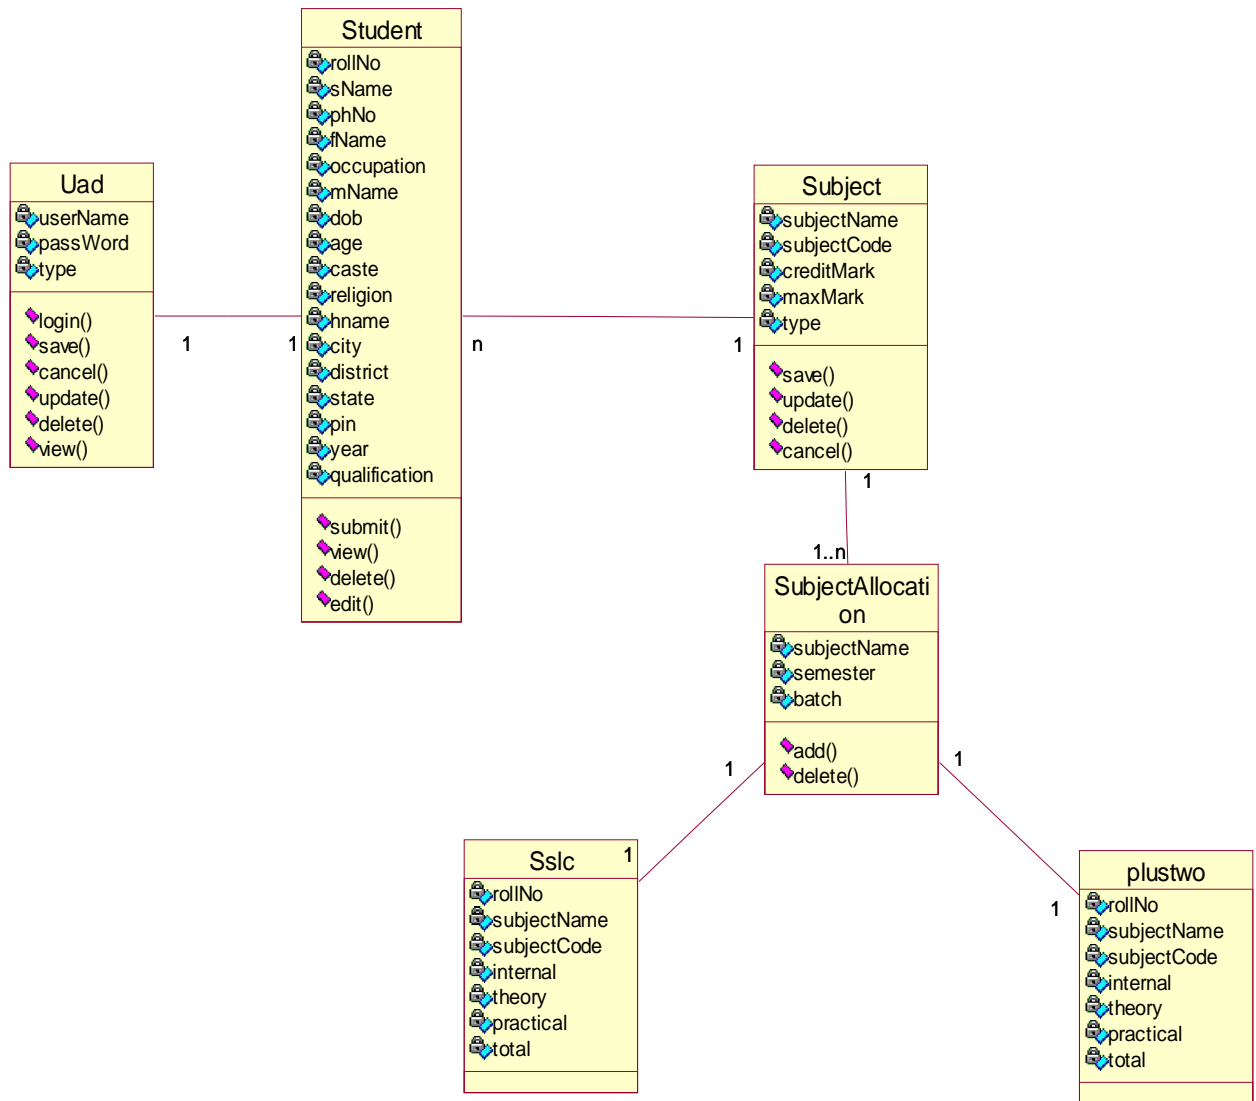 Student
rollNo
sName
phNo
fName
occupation
mName
dob
age
caste
religion
hname
city
district
state
pin
year
qualification
submit()
view()
delete()
edit()
Uad
userName
passWord
type
login()
save()
cancel()
update()
delete()
view()
1
1
n
1
Subject
subjectName
subjectCode
creditMark
maxMark
type
save()
update()
delete()
cancel()
1
1..n
SubjectAllocati
on
subjectName
semester
batch
add()
delete()
1
1
1
1
Sslc
rollNo
subjectName
subjectCode
internal
theory
practical
total
plustwo
rollNo
subjectName
subjectCode
internal
theory
practical
total